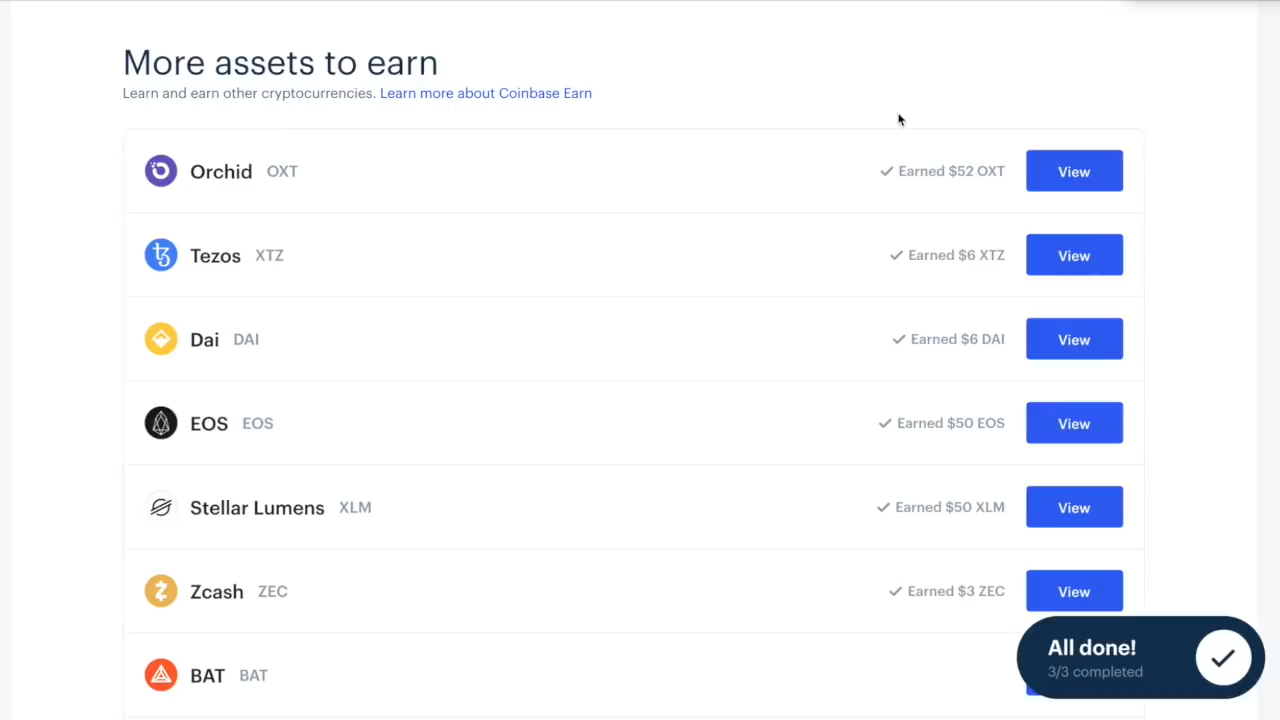 More assets to earn
Learn and earn other cryptocurrencies. Learn more about Coinbase Earn
Orchid OXT Earned $52 OXT View
Tezos XTZ Earned $6 XTZ View
Dai DAI Earned $6 DAI View
EOS EOS Earned $50 EOS View
Stellar Lumens XLM Earned $50 XLM View
Zcash ZEC Earned $3 ZEC View
All done!
3/3 completed
BAT BAT